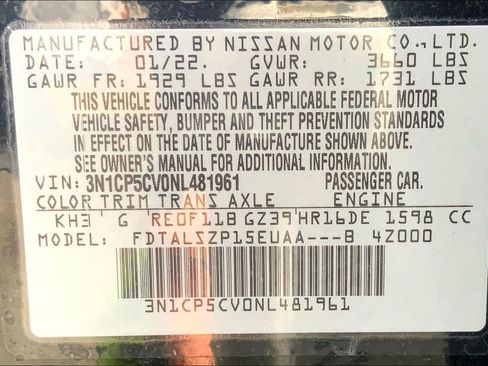 MANUFACTURED BY NISSAN MOTOR CO., LTD.
DATE: 01/22. GVWR: 3660 LBS
GAWR FR: 1929 LBS GAWR RR: 1731 LBS
THIS VEHICLE CONFORMS TO ALL APPLICABLE FEDERAL MOTOR
VEHICLE SAFETY, BUMPER AND THEFT PREVENTION STANDARDS
IN EFFECT ON THE DATE OF MANUFACTURE SHOWN ABOVE.
SEE OWNER'S MANUAL FOR ADDITIONAL INFORMATION.
VIN: 3N1CP5CV0NL481961 PASSENGER CAR.
COLOR TRIM TRANS AXLE ENGINE
KH3 G RE0F11B GZ39 HR16DE 1598 CC
MODEL: FDTALSZP15EUAA---B 4Z000
3N1CP5CV0NL481961